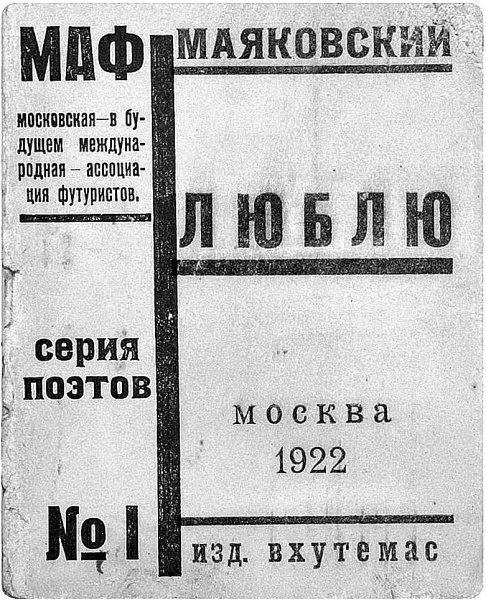 МАФ
московская—в бу-
дущем междуна-
родная – ассоциа-
ция футуристов.
серия
поэтов
№ 1
МАЯКОВСКИЙ
ЛЮБЛЮ
москва
1922
изд. вхутемас